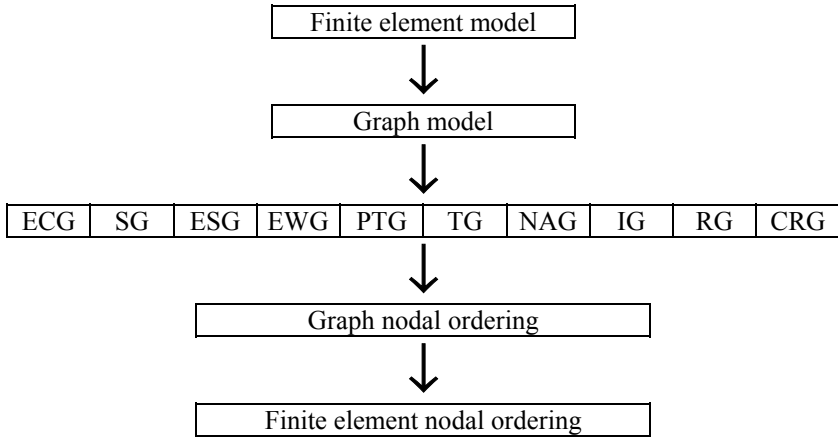 Finite element model
Graph model
ECG SG ESG EWG PTG TG NAG IG RG CRG
Graph nodal ordering
Finite element nodal ordering